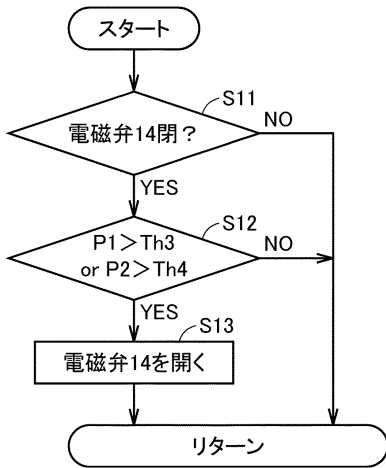 スタート
S11
電磁弁14閉？
NO
YES
S12
P1＞Th3
or P2＞Th4
NO
YES
S13
電磁弁14を開く
リターン